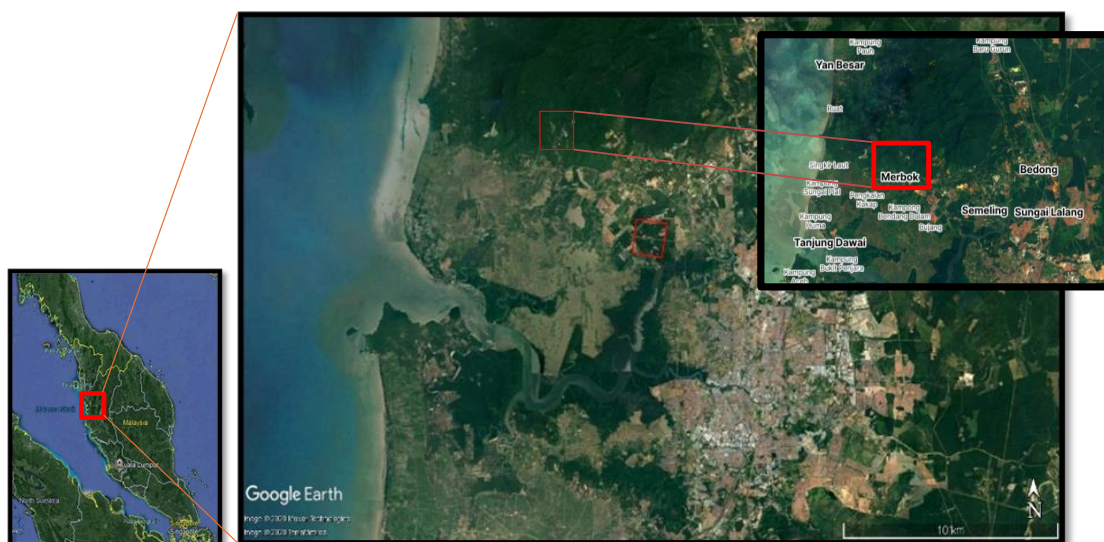 Kampung
Pauh
Kampung
Baru Gurun
Yan Besar
Ruat
Singkir Laut
Merbok
Bedong
Kampung
Sungai Pial
Pengkalan
Kakap
Kampong
Bendang Dalam
Semeling
Sungai Lalang
Kampung
Huma
Bujang
Tanjung Dawai
Kampung
Bukit Penjara
Kampung
Aceh
Malaysia
Kuala Lumpur
North Sumatra
Google Earth
N
10 km